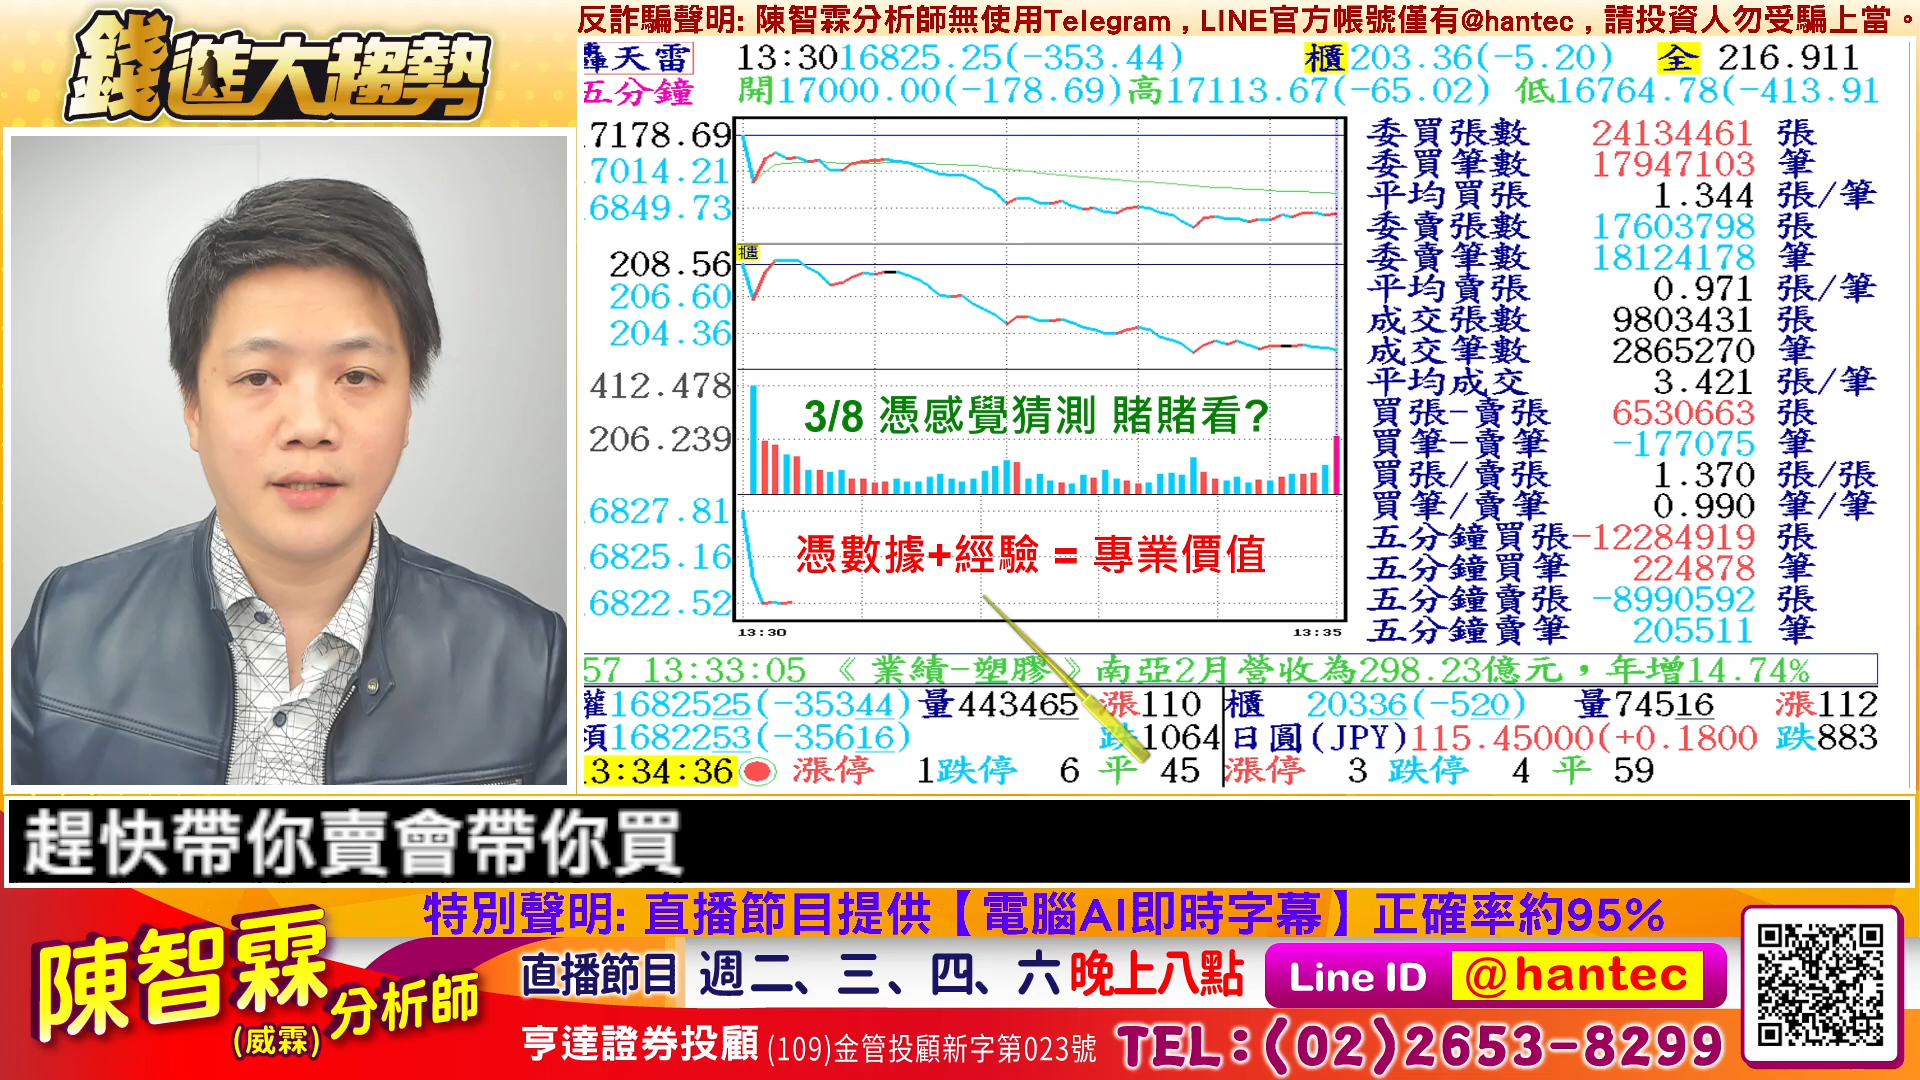 錢進大趨勢
反詐騙聲明: 陳智霖分析師無使用Telegram , LINE官方帳號僅有@hantec , 請投資人勿受騙上當。
轟天雷 13:30 16825.25(-353.44) 櫃 203.36(-5.20) 全 216.911
五分鐘 開17000.00(-178.69) 高17113.67(-65.02) 低16764.78(-413.91
7178.69
7014.21
6849.73
櫃
208.56
206.60
204.36
412.478
206.239
3/8 憑感覺猜測 賭賭看?
憑數據+經驗 = 專業價值
6827.81
6825.16
6822.52
13:30 13:35
委買張數 24134461 張
委買筆數 17947103 筆
平均買張 1.344 張/筆
委賣張數 17603798 張
委賣筆數 18124178 筆
平均賣張 0.971 張/筆
成交張數 9803431 張
成交筆數 2865270 筆
平均成交 3.421 張/筆
買張-賣張 6530663 張
買筆-賣筆 -177075 筆
買張/賣張 1.370 張/張
買筆/賣筆 0.990 筆/筆
五分鐘買張 -12284919 張
五分鐘買筆 224878 筆
五分鐘賣張 -8990592 張
五分鐘賣筆 205511 筆
57 13:33:05 《業績-塑膠》南亞2月營收為298.23億元，年增14.74%
1682525(-35344) 量443465 漲110 櫃 20336(-520) 量74516 漲112
1682253(-35616) 跌1064 日圓(JPY)115.45000(+0.1800 跌883
3:34:36 漲停 1 跌停 6 平 45 漲停 3 跌停 4 平 59
趕快帶你賣會帶你買
特別聲明: 直播節目提供【電腦AI即時字幕】正確率約95%
陳智霖分析師
(威霖)
直播節目 週二、三、四、六 晚上八點 Line ID @hantec
亨達證券投顧 (109)金管投顧新字第023號 TEL:(02)2653-8299